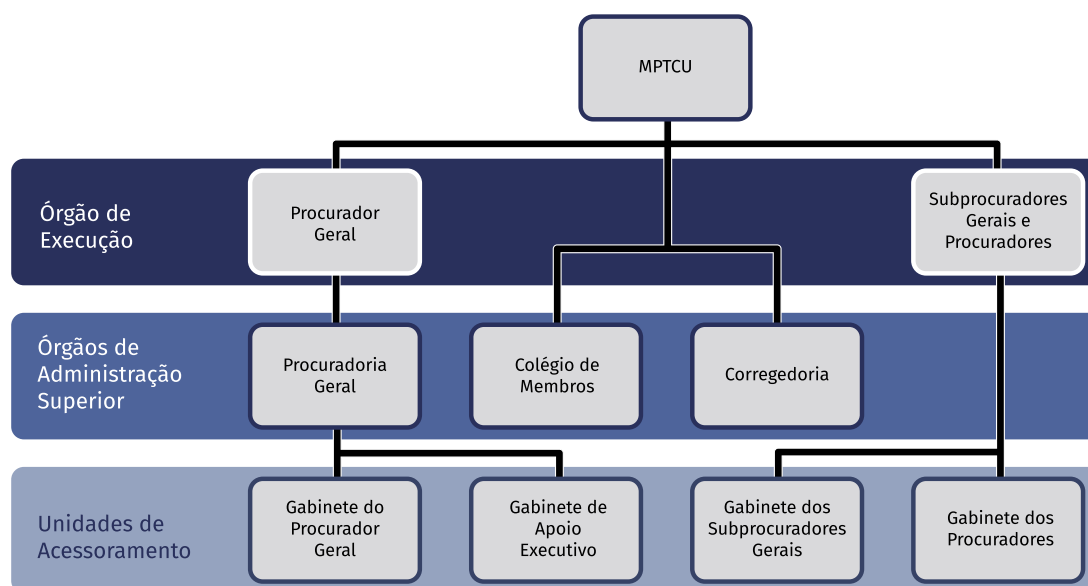 MPTCU
Órgão de
Execução
Procurador
Geral
Subprocuradores
Gerais e
Procuradores
Órgãos de
Administração
Superior
Procuradoria
Geral
Colégio de
Membros
Corregedoria
Unidades de
Acessoramento
Gabinete do
Procurador
Geral
Gabinete de
Apoio
Executivo
Gabinete dos
Subprocuradores
Gerais
Gabinete dos
Procuradores